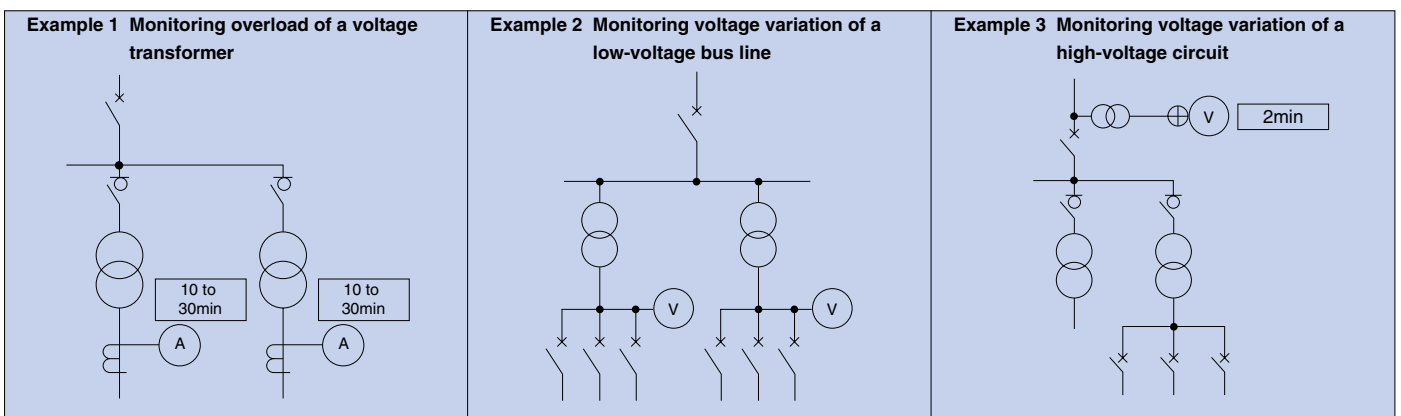 Example 1 Monitoring overload of a voltage
transformer
10 to
30min
10 to
30min
A
A
Example 2 Monitoring voltage variation of a
low-voltage bus line
V
V
Example 3 Monitoring voltage variation of a
high-voltage circuit
V
2min